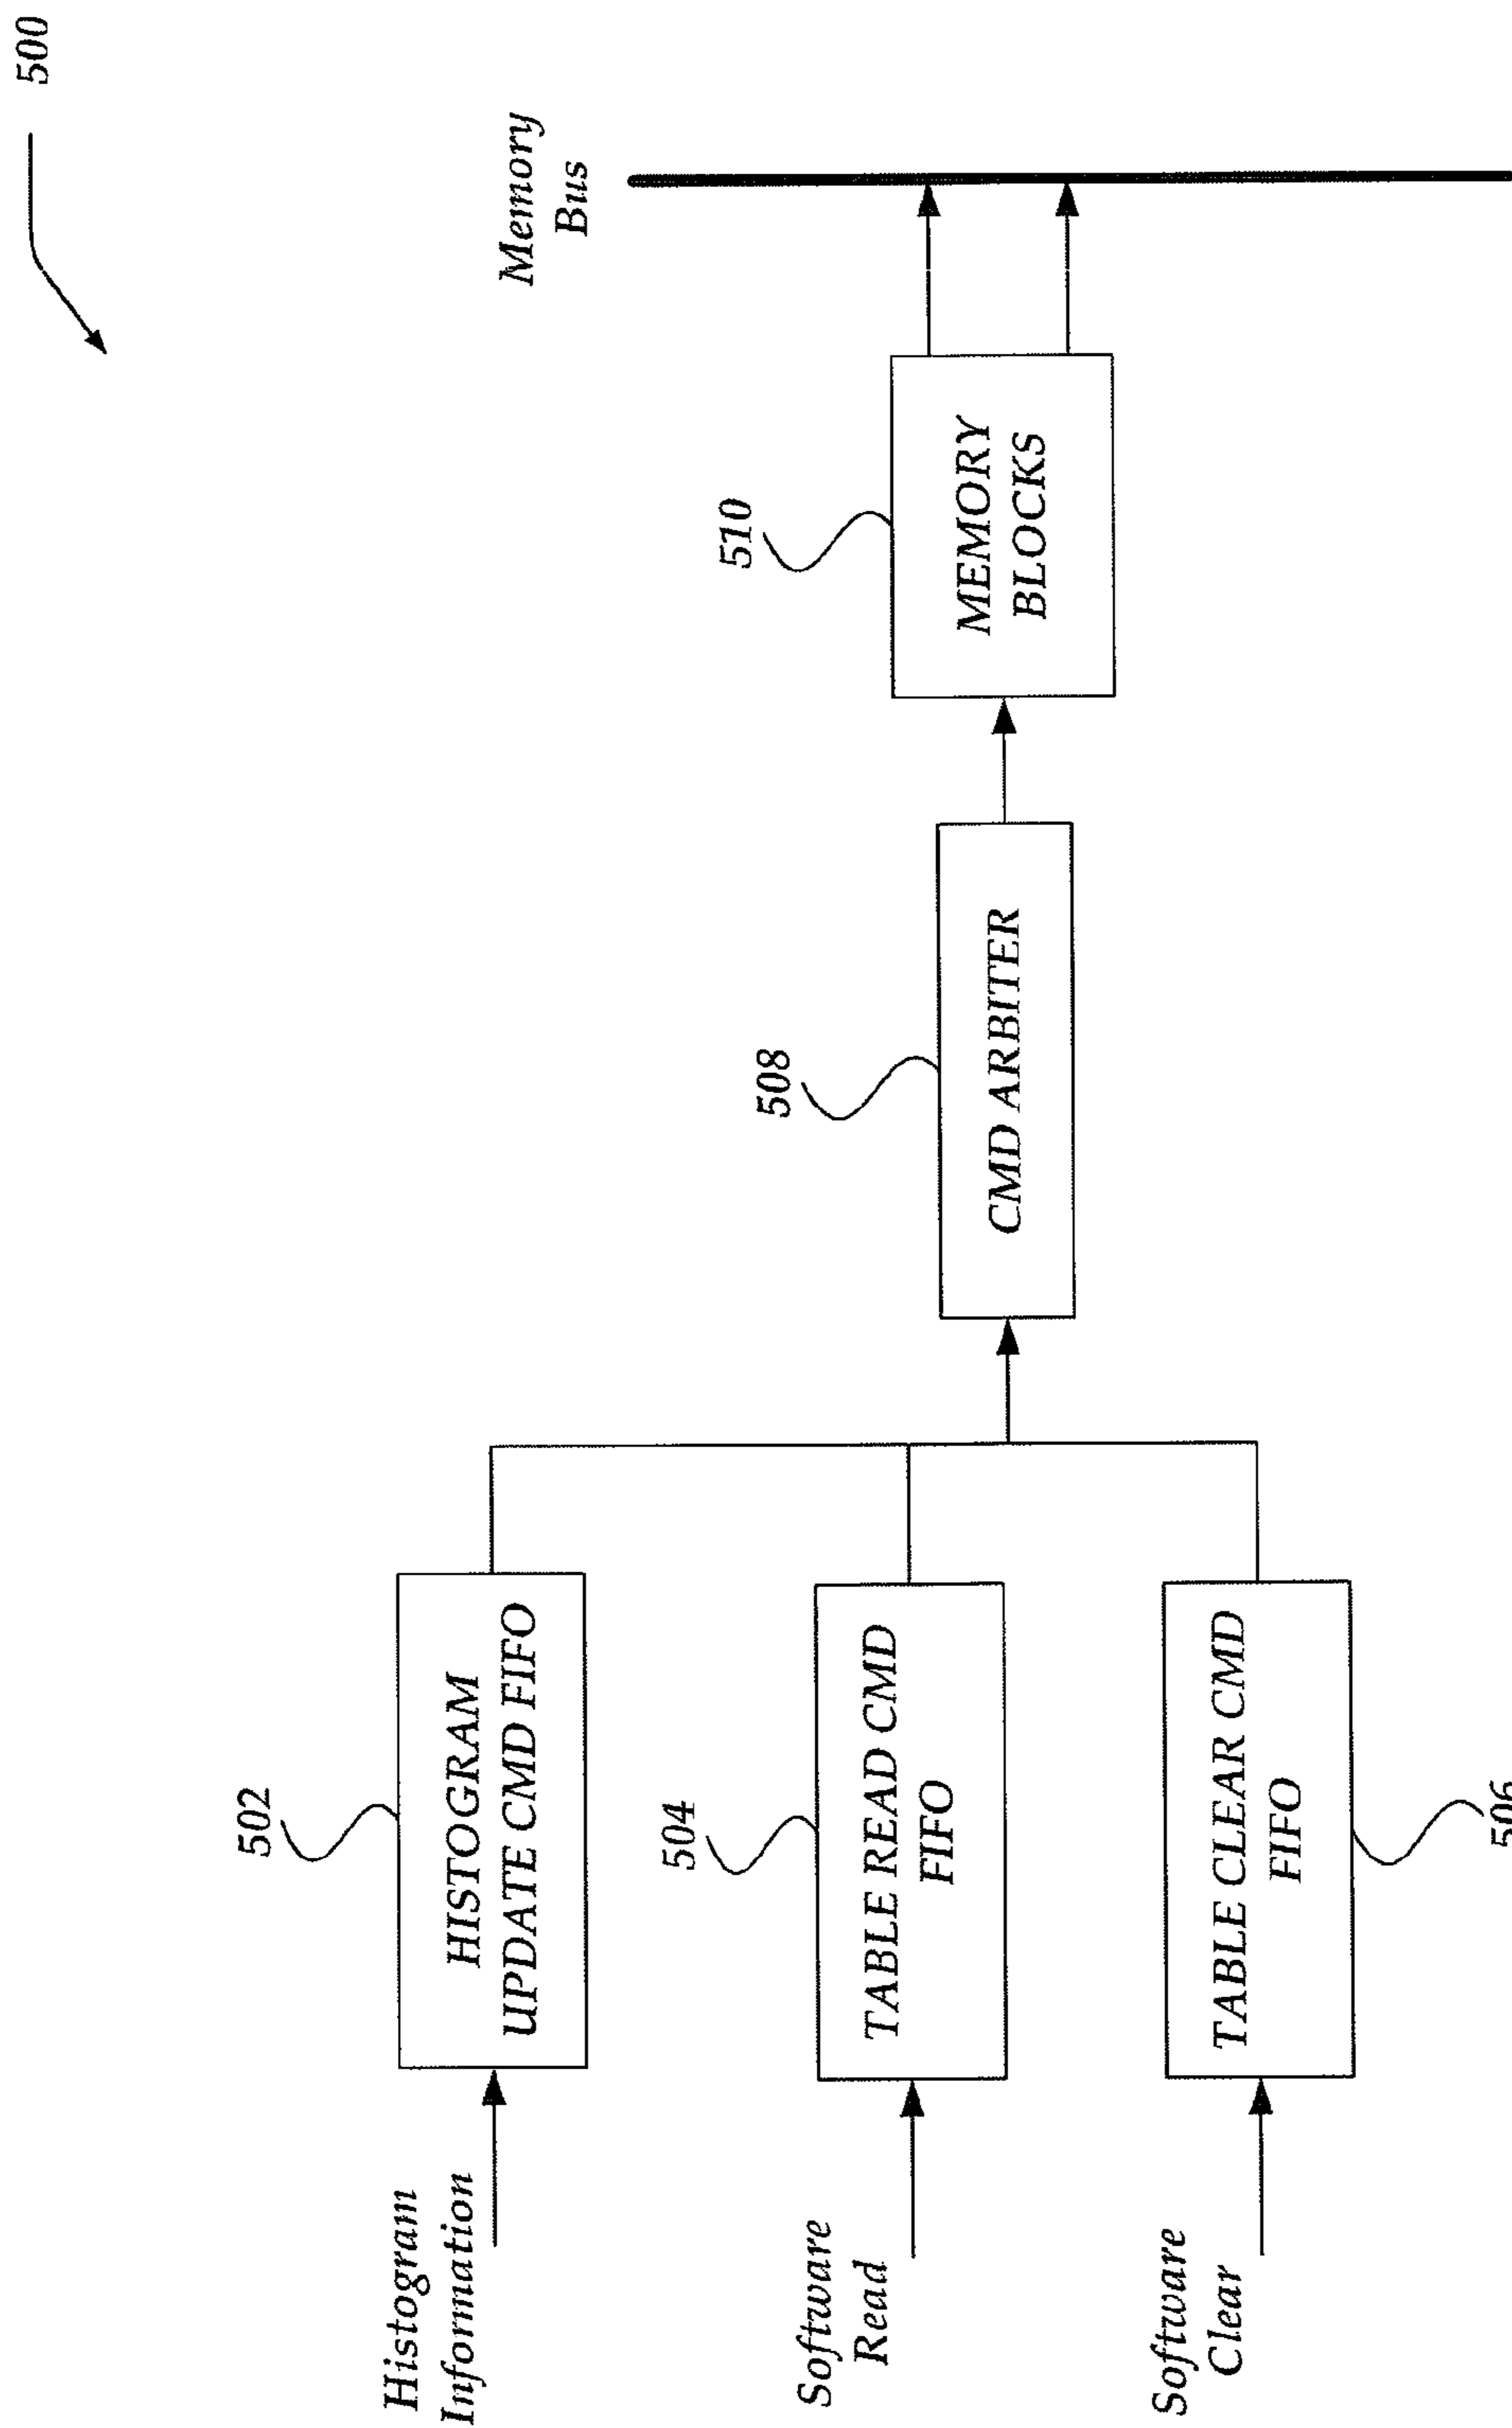 500
Memory
Bus
510
MEMORY
BLOCKS
508
CMD ARBITER
502
HISTOGRAM
UPDATE CMD FIFO
504
TABLE READ CMD
FIFO
TABLE CLEAR CMD
FIFO
506
Histogram
Information
Software
Read
Software
Clear